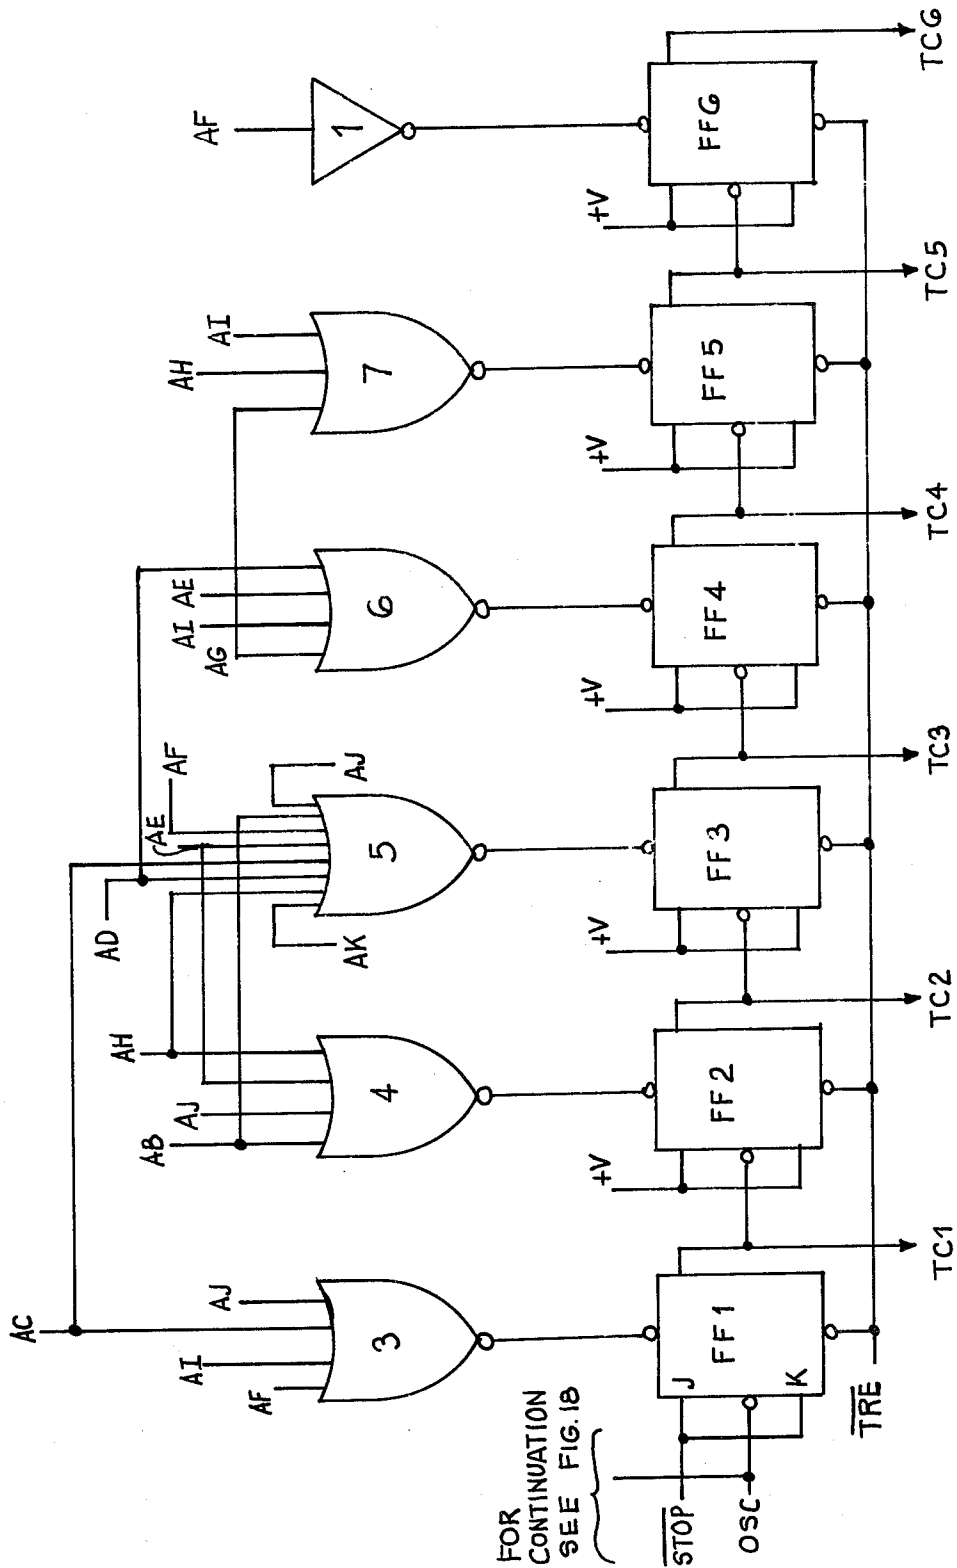 AC
AF
AI
AJ
3
AB
AJ
AH
4
AD
AK
AE
AF
AJ
5
AG
AI
AE
6
AH
AI
7
AF
1
FOR
CONTINUATION
SEE FIG.18
STOP
OSC
J
K
FF1
+V
FF2
+V
FF3
+V
FF4
+V
FF5
+V
FF6
TRE
TC1
TC2
TC3
TC4
TC5
TC6